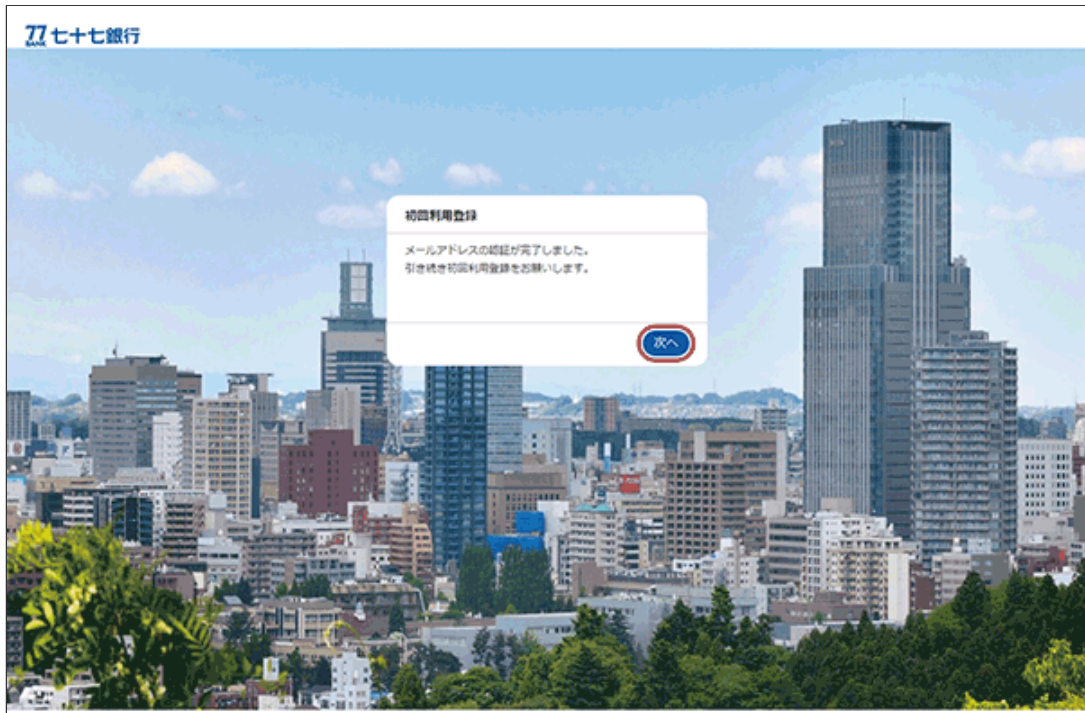 77 BANK 七十七銀行
初回利用登録
メールアドレスの認証が完了しました。
引き続き初回利用登録をお願いします。
次へ